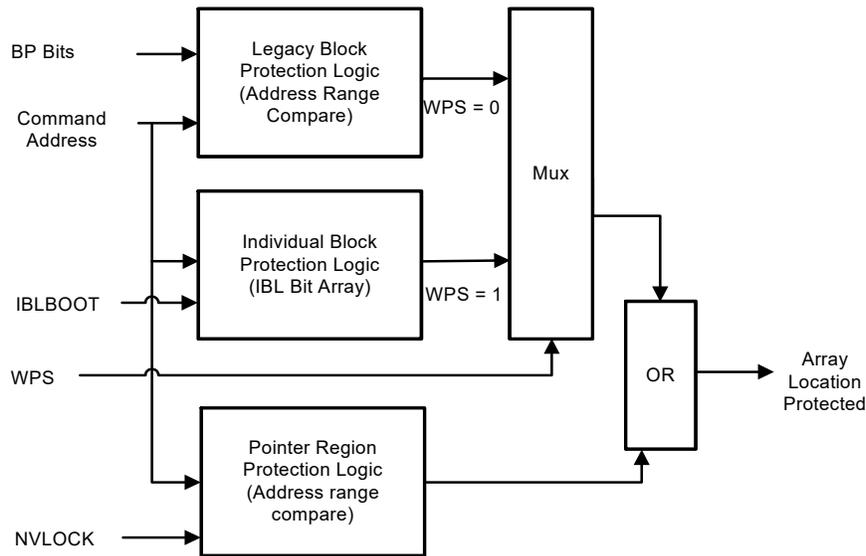 BP Bits
Command
Address
Legacy Block
Protection Logic
(Address Range
Compare)
WPS = 0
Mux
Individual Block
Protection Logic
(IBL Bit Array)
WPS = 1
IBLBOOT
WPS
OR
Array
Location
Protected
Pointer Region
Protection Logic
(Address range
compare)
NVLOCK